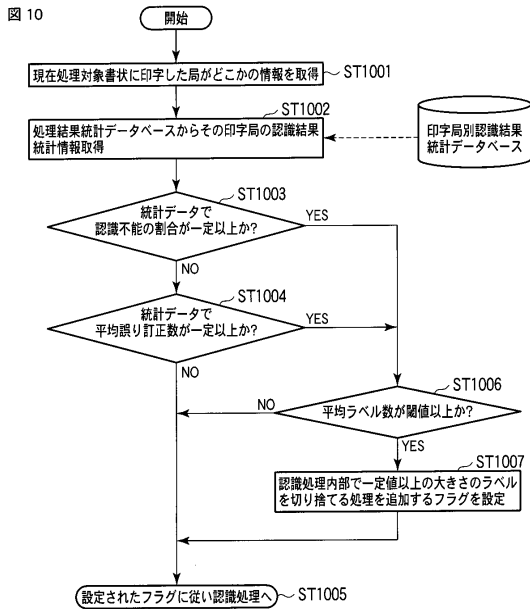 図 10
開始
現在処理対象書状に印字した局がどこかの情報を取得
ST1001
ST1002
処理結果統計データベースからその印字局の認識結果
統計情報取得
印字局別認識結果
統計データベース
ST1003
統計データで
認識不能の割合が一定以上か?
YES
NO
ST1004
統計データで
平均誤り訂正数が一定以上か?
YES
NO
ST1006
平均ラベル数が閾値以上か?
NO
YES
ST1007
認識処理内部で一定値以上の大きさのラベル
を切り捨てる処理を追加するフラグを設定
設定されたフラグに従い認識処理へ
ST1005